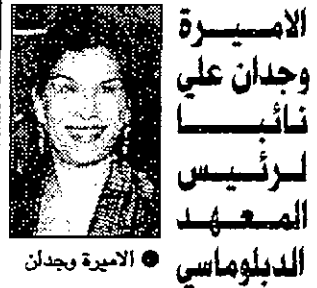 الاميرة
وجدان علي
نائبا
لرئيس
المعهد
الدبلوماسي
● الاميرة وجدان